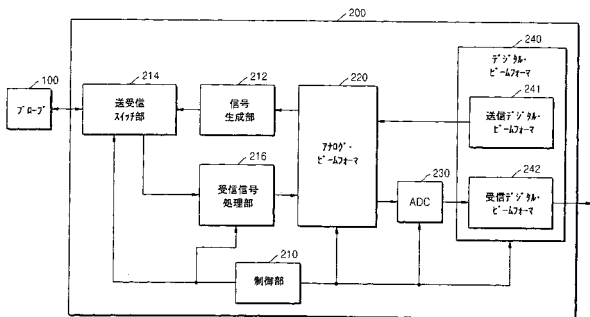 200
240
デジタル・
ビームフォーマ
100
プローブ
214
送受信
スイッチ部
212
信号
生成部
220
アナログ・
ビームフォーマ
241
送信デジタル・
ビームフォーマ
216
受信信号
処理部
230
ADC
242
受信デジタル・
ビームフォーマ
210
制御部